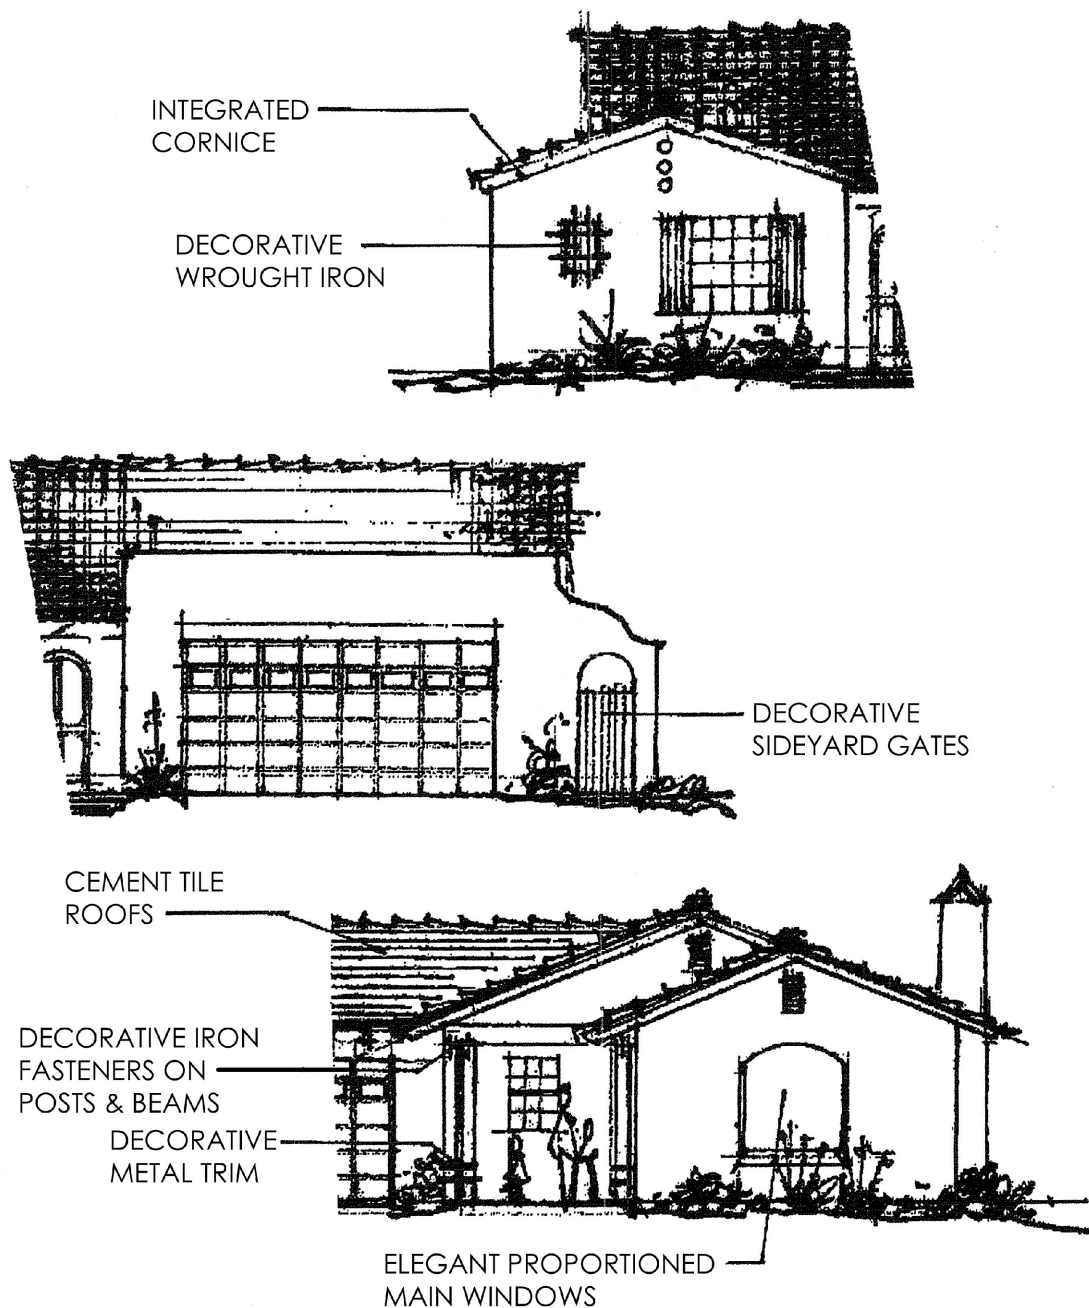 INTEGRATED
CORNICE
DECORATIVE
WROUGHT IRON
DECORATIVE
SIDEYARD GATES
CEMENT TILE
ROOFS
DECORATIVE IRON
FASTENERS ON
POSTS & BEAMS
DECORATIVE
METAL TRIM
ELEGANT PROPORTIONED
MAIN WINDOWS